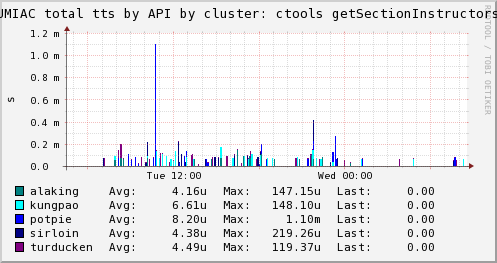 UMIAC total tts by API by cluster: ctools getSectionInstructors
RRDTOOL / TOBI OETIKER
1.2 m
1.0 m
0.8 m
0.6 m
0.4 m
0.2 m
0.0
s
Tue 12:00 Wed 00:00
alaking Avg: 4.16u Max: 147.15u Last: 0.00
kungpao Avg: 6.61u Max: 148.10u Last: 0.00
potpie Avg: 8.20u Max: 1.10m Last: 0.00
sirloin Avg: 4.38u Max: 219.26u Last: 0.00
turducken Avg: 4.49u Max: 119.37u Last: 0.00